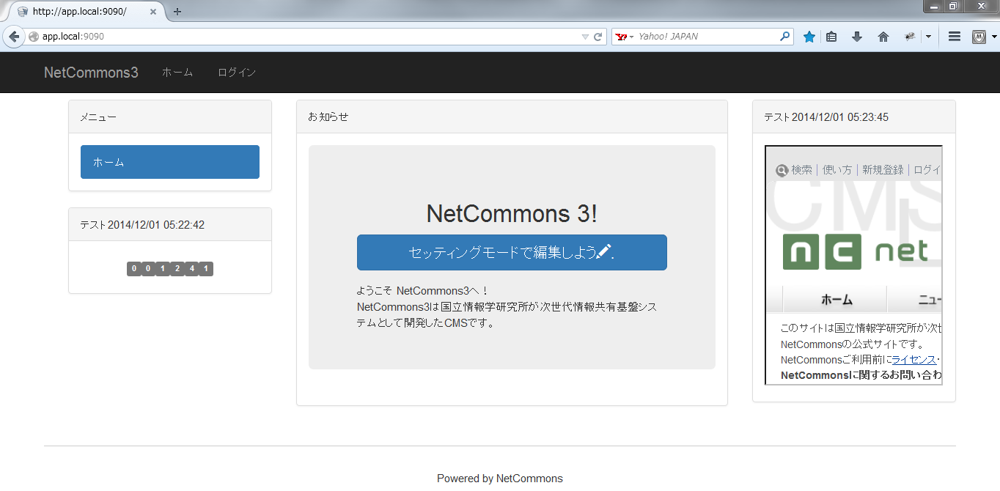 http://app.local:9090/
app.local:9090
Yahoo! JAPAN
NetCommons3 ホーム ログイン
メニュー
ホーム
テスト2014/12/01 05:22:42
0 0 1 2 4 1
お知らせ
NetCommons 3!
セッティングモードで編集しよう.
ようこそ NetCommons3へ！
NetCommons3は国立情報学研究所が次世代情報共有基盤シス
テムとして開発したCMSです。
テスト2014/12/01 05:23:45
検索 | 使い方 | 新規登録 | ログイ
CMS
nc net
ホーム ニュー
このサイトは国立情報学研究所が次世
NetCommonsの公式サイトです。
NetCommonsご利用前にライセンス・
NetCommonsに関するお問い合わ
Powered by NetCommons